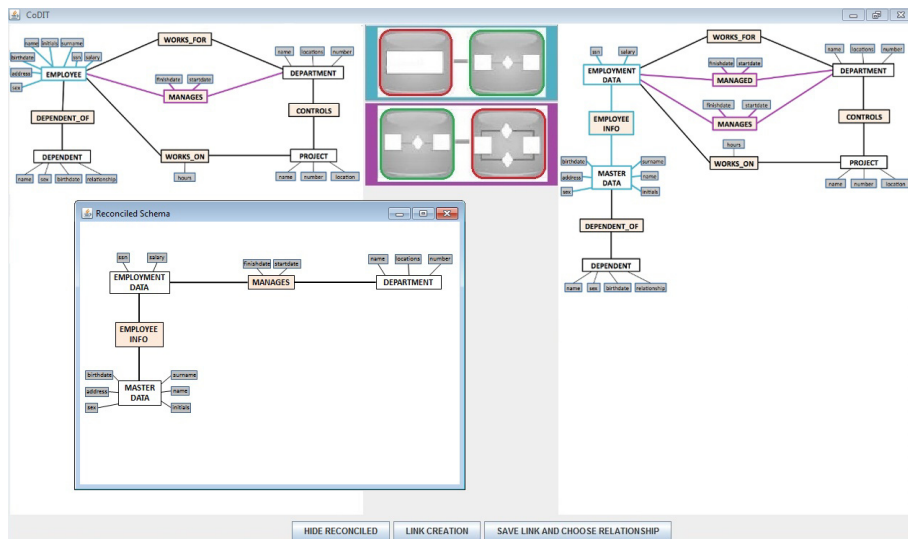 CoDIT
name initials surname
birthdate ssn salary
address EMPLOYEE
sex
WORKS_FOR
name locations number
DEPARTMENT
finishdate startdate
MANAGES
CONTROLS
DEPENDENT_OF
DEPENDENT
name sex birthdate relationship
WORKS_ON
hours
PROJECT
name number location
ssn salary
EMPLOYMENT
DATA
WORKS_FOR
finishdate startdate
MANAGED
name locations number
DEPARTMENT
finishdate startdate
MANAGES
CONTROLS
EMPLOYEE
INFO
hours
WORKS_ON
PROJECT
name number location
birthdate surname
address MASTER name
DATA
sex initials
DEPENDENT_OF
DEPENDENT
name sex birthdate relationship
Reconciled Schema
ssn salary
EMPLOYMENT
DATA
finishdate startdate
MANAGES
name locations number
DEPARTMENT
EMPLOYEE
INFO
birthdate surname
address MASTER name
DATA
sex initials
HIDE RECONCILED LINK CREATION SAVE LINK AND CHOOSE RELATIONSHIP